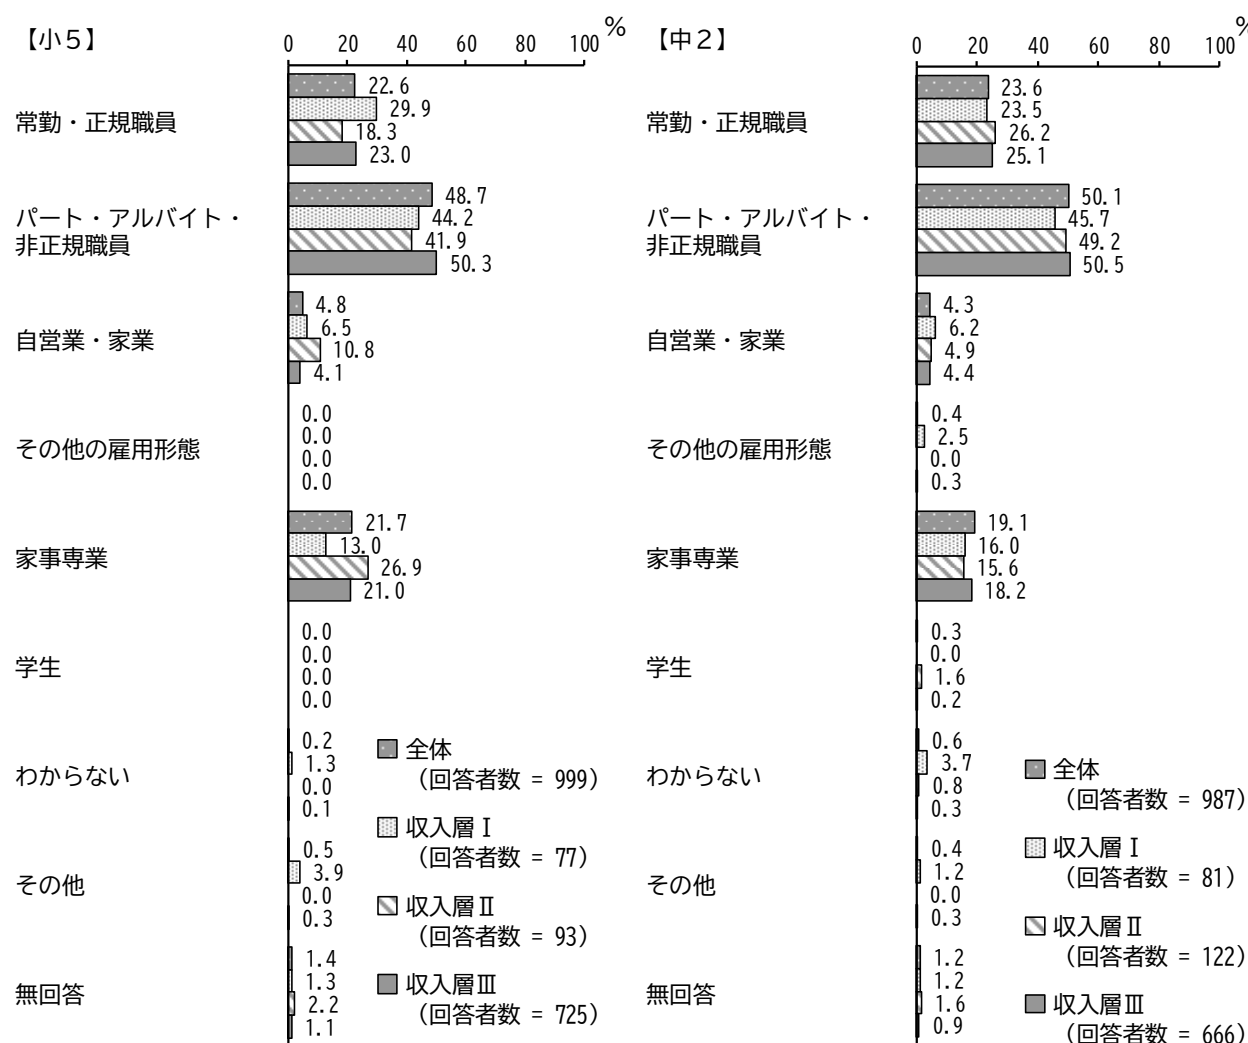 【小５】
0 20 40 60 80 100 %
常勤・正規職員
22.6
29.9
18.3
23.0
パート・アルバイト・
非正規職員
48.7
44.2
41.9
50.3
自営業・家業
4.8
6.5
10.8
4.1
その他の雇用形態
0.0
0.0
0.0
0.0
家事専業
21.7
13.0
26.9
21.0
学生
0.0
0.0
0.0
0.0
わからない
0.2
1.3
0.0
0.1
その他
0.5
3.9
0.0
0.3
無回答
1.4
1.3
2.2
1.1
全体
（回答者数 = 999）
収入層Ⅰ
（回答者数 = 77）
収入層Ⅱ
（回答者数 = 93）
収入層Ⅲ
（回答者数 = 725）
【中２】
0 20 40 60 80 100 %
常勤・正規職員
23.6
23.5
26.2
25.1
パート・アルバイト・
非正規職員
50.1
45.7
49.2
50.5
自営業・家業
4.3
6.2
4.9
4.4
その他の雇用形態
0.4
2.5
0.0
0.3
家事専業
19.1
16.0
15.6
18.2
学生
0.3
0.0
1.6
0.2
わからない
0.6
3.7
0.8
0.3
その他
0.4
1.2
0.0
0.3
無回答
1.2
1.2
1.6
0.9
全体
（回答者数 = 987）
収入層Ⅰ
（回答者数 = 81）
収入層Ⅱ
（回答者数 = 122）
収入層Ⅲ
（回答者数 = 666）